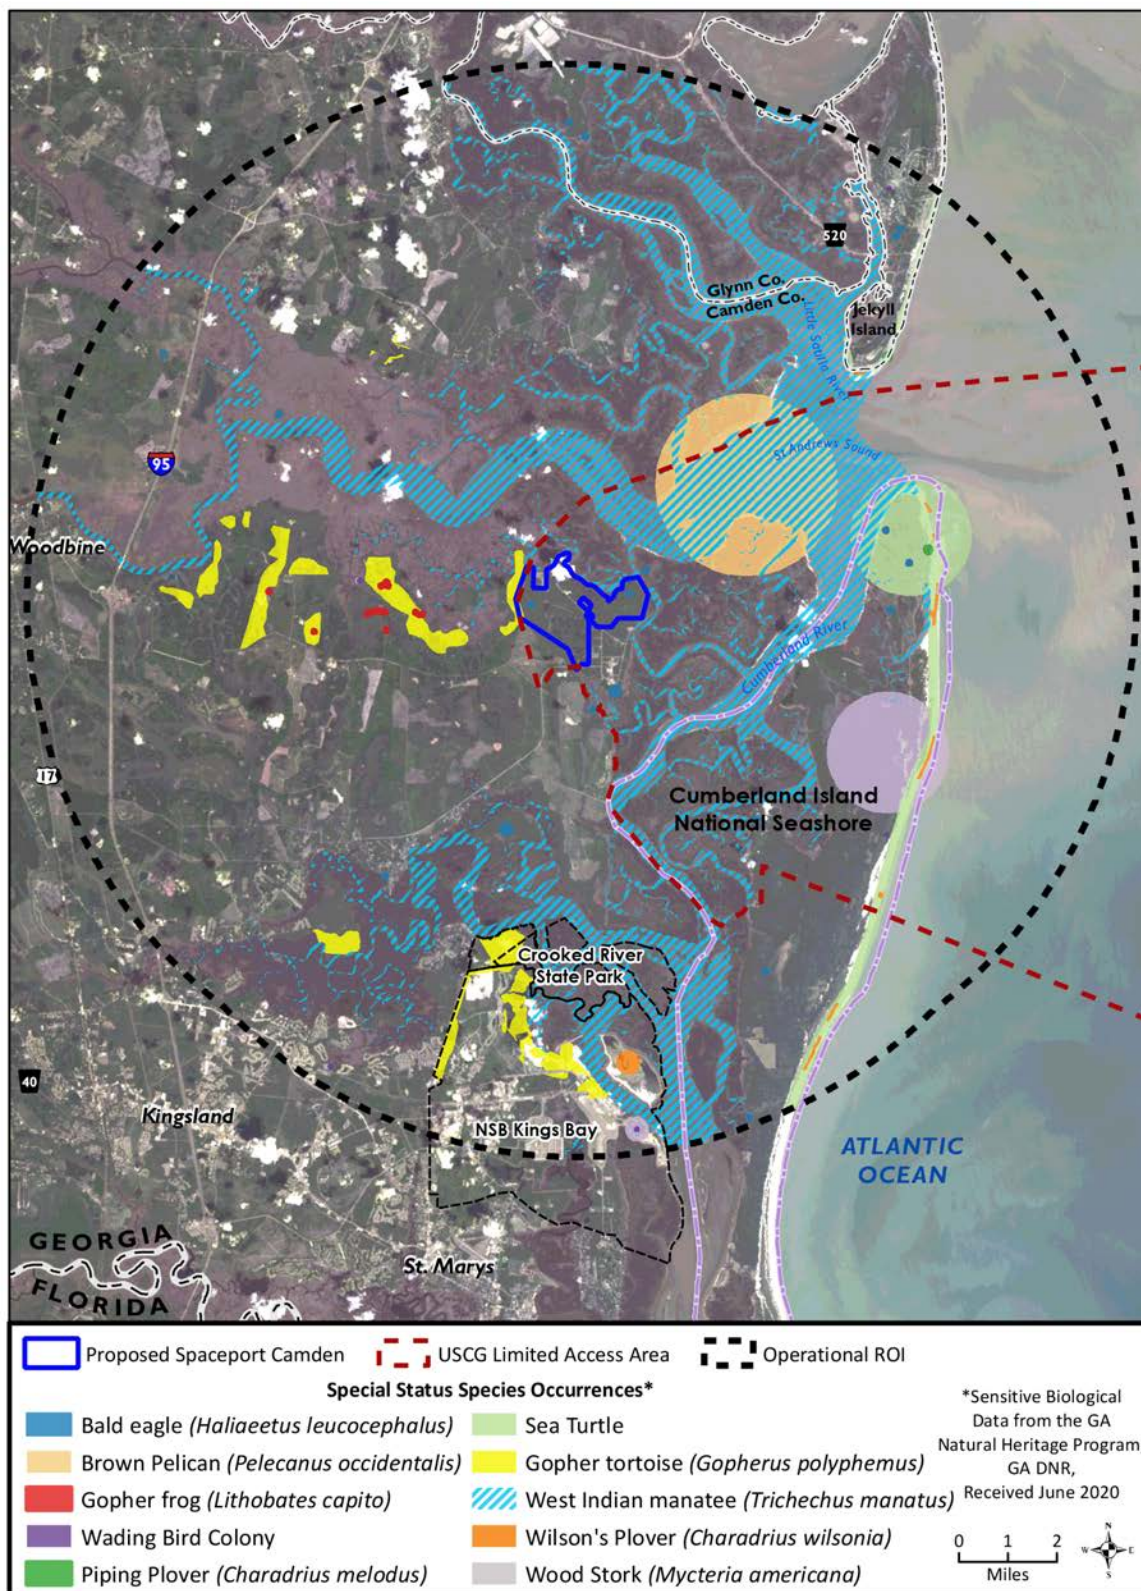 520
Glynn Co.
Camden Co.
Jekyll
Island
Little Satilla River
St Andrews Sound
95
Woodbine
Cumberland River
17
Cumberland Island
National Seashore
Crooked River
State Park
40
Kingsland
NSB Kings Bay
ATLANTIC
OCEAN
GEORGIA
FLORIDA
St. Marys
Proposed Spaceport Camden
USCG Limited Access Area
Operational ROI
Special Status Species Occurrences*
Bald eagle (Haliaeetus leucocephalus)
Brown Pelican (Pelecanus occidentalis)
Gopher frog (Lithobates capito)
Wading Bird Colony
Piping Plover (Charadrius melodus)
Sea Turtle
Gopher tortoise (Gopherus polyphemus)
West Indian manatee (Trichechus manatus)
Wilson's Plover (Charadrius wilsonia)
Wood Stork (Mycteria americana)
*Sensitive Biological
Data from the GA
Natural Heritage Program
GA DNR,
Received June 2020
0 1 2
Miles
N
W E
S